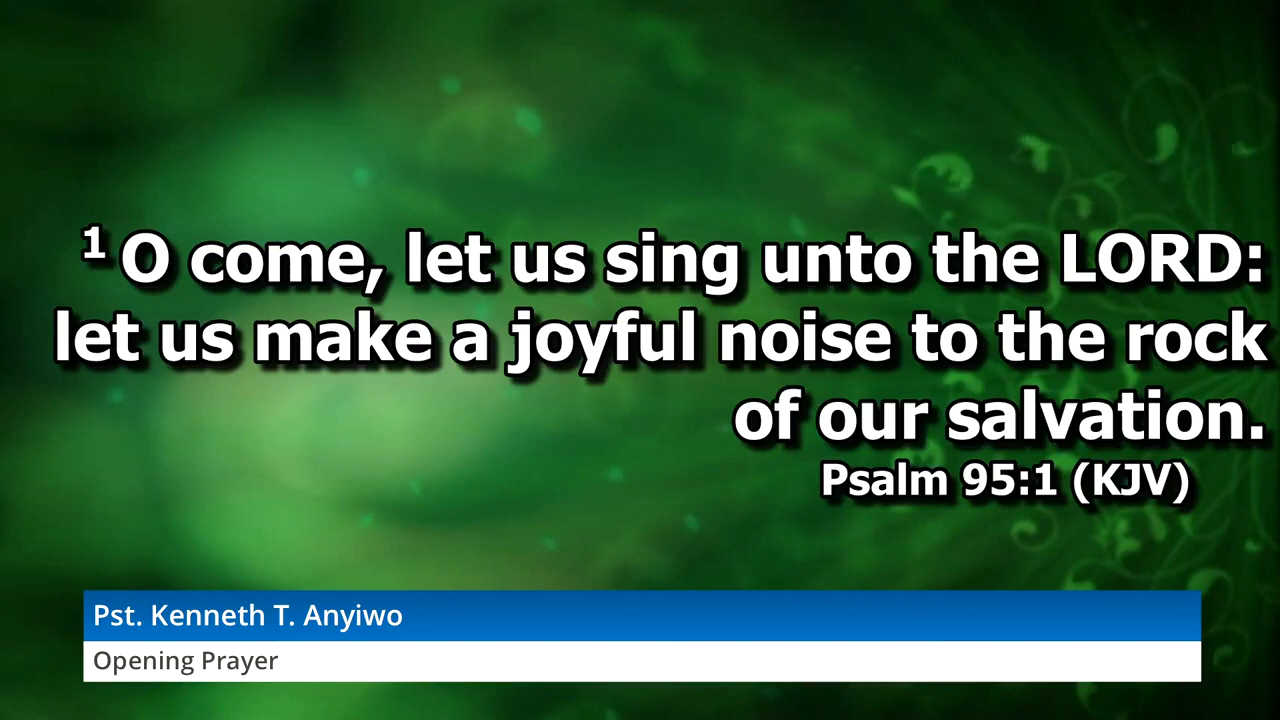 1 O come, let us sing unto the LORD:
let us make a joyful noise to the rock
of our salvation.
Psalm 95:1 (KJV)
Pst. Kenneth T. Anyiwo
Opening Prayer